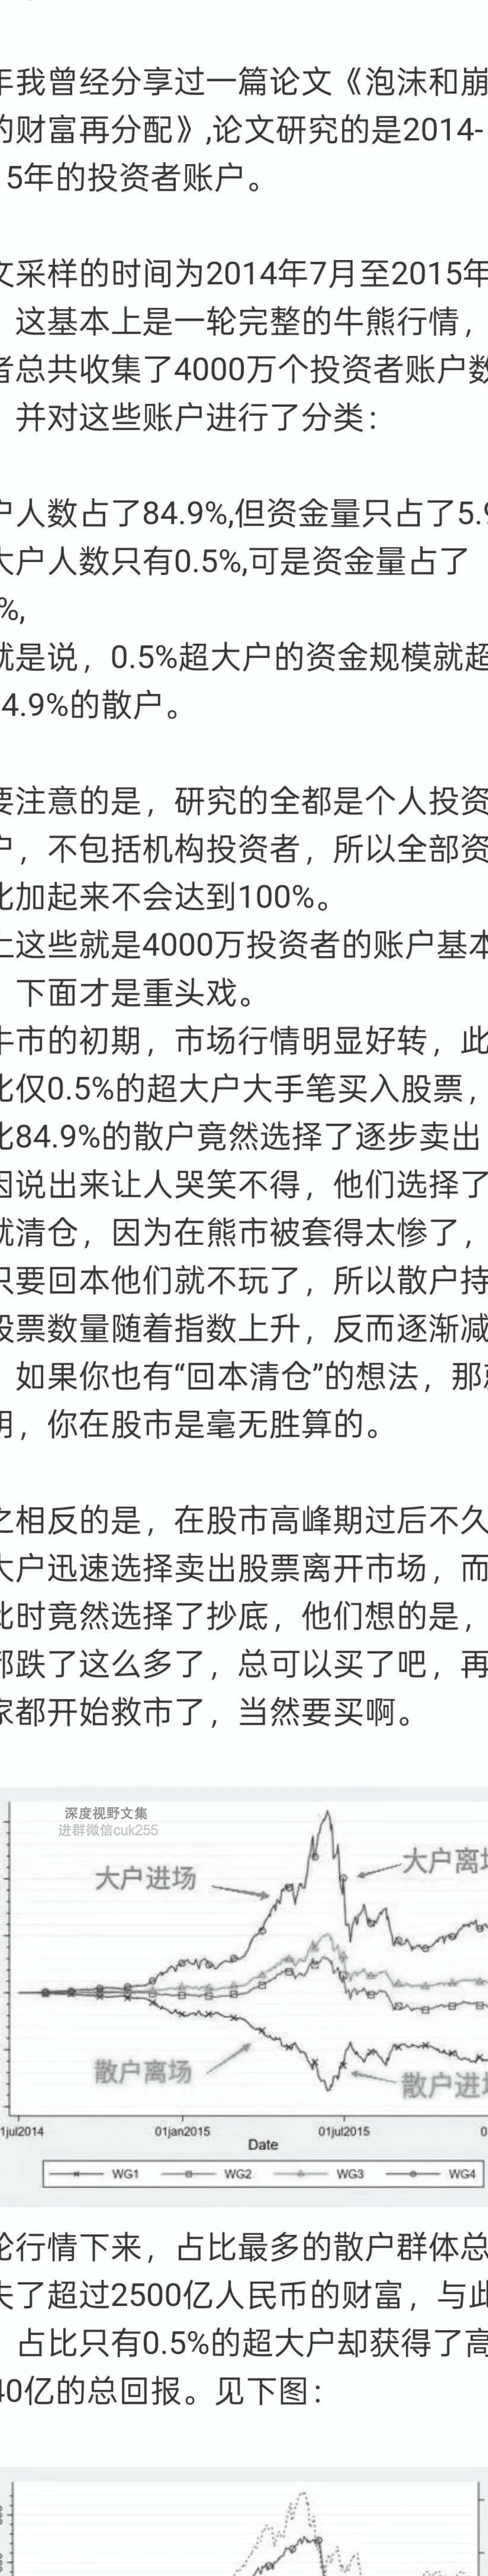 年我曾经分享过一篇论文《泡沫和崩
的财富再分配》,论文研究的是2014-
5年的投资者账户。
文采样的时间为2014年7月至2015年
这基本上是一轮完整的牛熊行情，
者总共收集了4000万个投资者账户数
并对这些账户进行了分类：
户人数占了84.9%,但资金量只占了5.9
大户人数只有0.5%,可是资金量占了
%,
就是说，0.5%超大户的资金规模就超
4.9%的散户。
要注意的是，研究的全都是个人投资
户，不包括机构投资者，所以全部资
比加起来不会达到100%。
上这些就是4000万投资者的账户基本
下面才是重头戏。
牛市的初期，市场行情明显好转，此
比仅0.5%的超大户大手笔买入股票，
比84.9%的散户竟然选择了逐步卖出
因说出来让人哭笑不得，他们选择了
就清仓，因为在熊市被套得太惨了，
只要回本他们就不玩了，所以散户持
股票数量随着指数上升，反而逐渐减
如果你也有“回本清仓”的想法，那就
明，你在股市是毫无胜算的。
之相反的是，在股市高峰期过后不久
大户迅速选择卖出股票离开市场，而
此时竟然选择了抄底，他们想的是，
都跌了这么多了，总可以买了吧，再
家都开始救市了，当然要买啊。
深度视野文集
进群微信cuk255
大户进场
大户离场
散户离场
散户进场
1jul2014 01jan2015 01jul2015 0
Date
WG1 WG2 WG3 WG4
轮行情下来，占比最多的散户群体总
失了超过2500亿人民币的财富，与此
占比只有0.5%的超大户却获得了高
40亿的总回报。见下图：